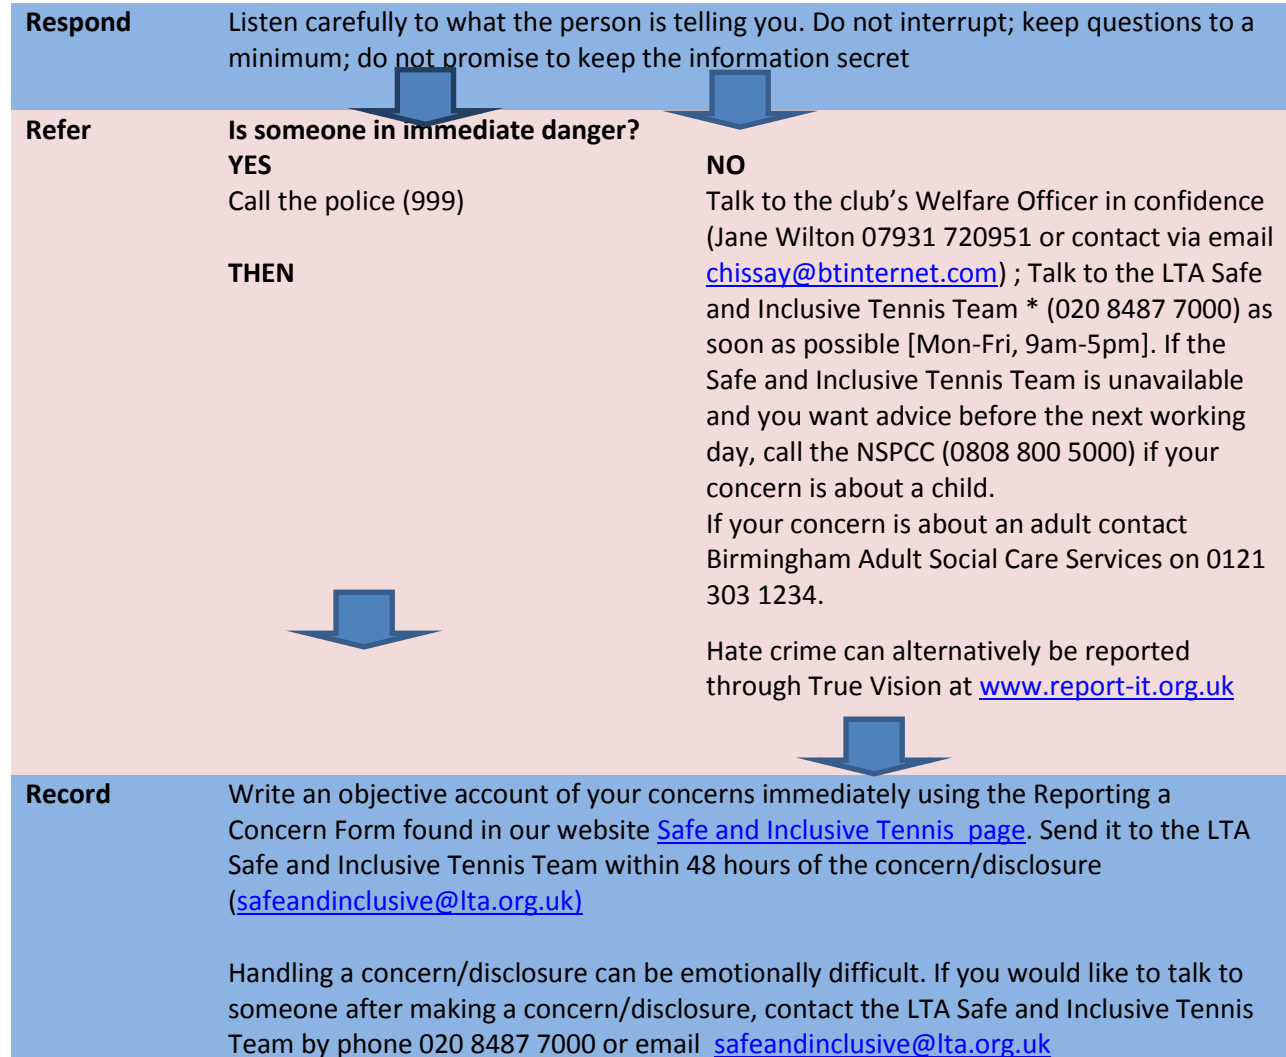 Respond
Listen carefully to what the person is telling you. Do not interrupt; keep questions to a
minimum; do not promise to keep the information secret
Refer
Is someone in immediate danger?
YES
Call the police (999)
THEN
NO
Talk to the club’s Welfare Officer in confidence
(Jane Wilton 07931 720951 or contact via email
chissay@btinternet.com) ; Talk to the LTA Safe
and Inclusive Tennis Team * (020 8487 7000) as
soon as possible [Mon-Fri, 9am-5pm]. If the
Safe and Inclusive Tennis Team is unavailable
and you want advice before the next working
day, call the NSPCC (0808 800 5000) if your
concern is about a child.
If your concern is about an adult contact
Birmingham Adult Social Care Services on 0121
303 1234.
Hate crime can alternatively be reported
through True Vision at www.report-it.org.uk
Record
Write an objective account of your concerns immediately using the Reporting a
Concern Form found in our website Safe and Inclusive Tennis  page. Send it to the LTA
Safe and Inclusive Tennis Team within 48 hours of the concern/disclosure
(safeandinclusive@lta.org.uk)
Handling a concern/disclosure can be emotionally difficult. If you would like to talk to
someone after making a concern/disclosure, contact the LTA Safe and Inclusive Tennis
Team by phone 020 8487 7000 or email  safeandinclusive@lta.org.uk